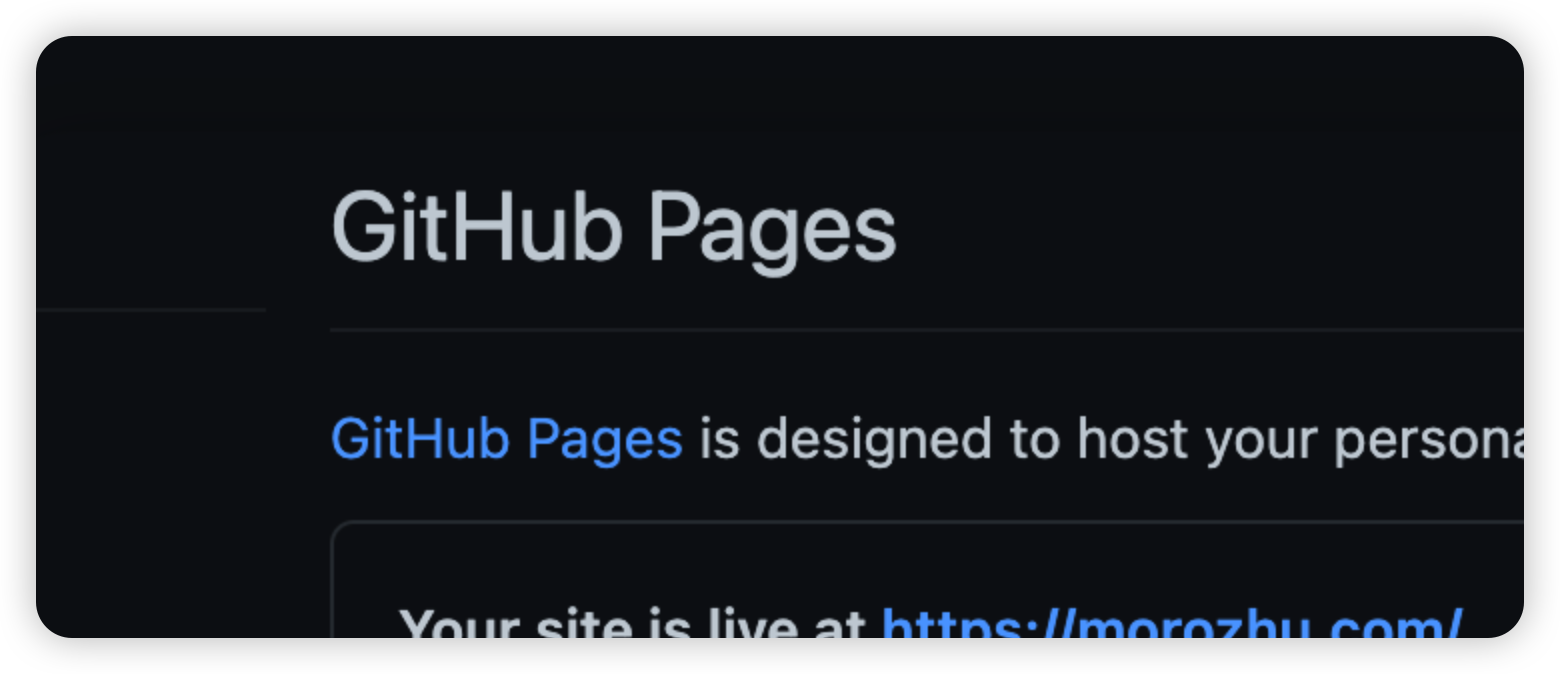 GitHub Pages
GitHub Pages is designed to host your persona
Your site is live at https://morozhu.com/